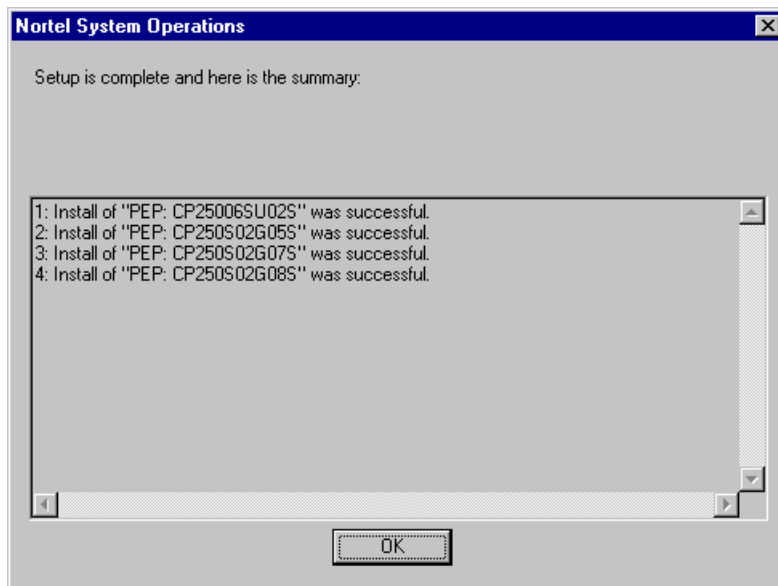 Nortel System Operations
Setup is complete and here is the summary:
1: Install of "PEP: CP25006SU02S" was successful.
2: Install of "PEP: CP250S02G05S" was successful.
3: Install of "PEP: CP250S02G07S" was successful.
4: Install of "PEP: CP250S02G08S" was successful.
OK